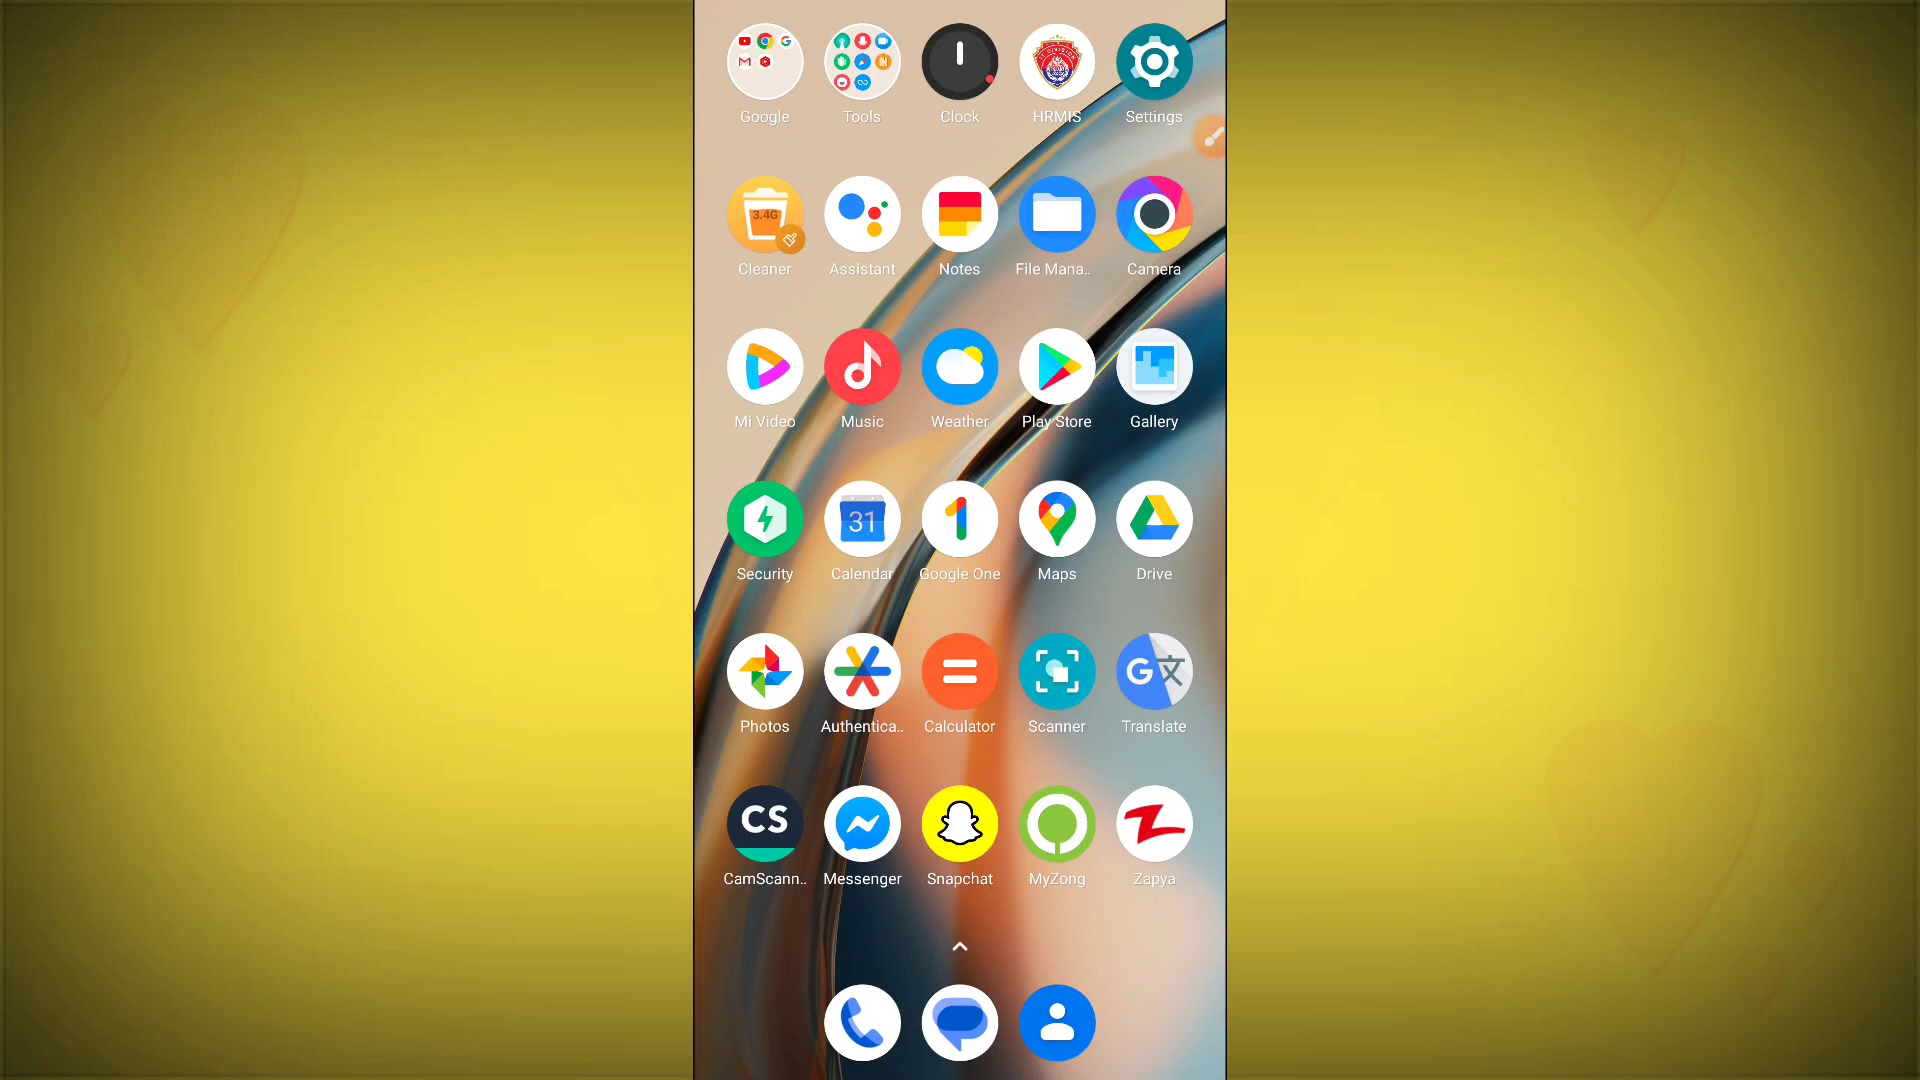 Google Tools Clock HRMIS Settings
3.4G
Cleaner Assistant Notes File Mana.. Camera
Mi Video Music Weather Play Store Gallery
31
Security Calendar Google One Maps Drive
G文
Photos Authentica.. Calculator Scanner Translate
CS
CamScann.. Messenger Snapchat MyZong Zapya